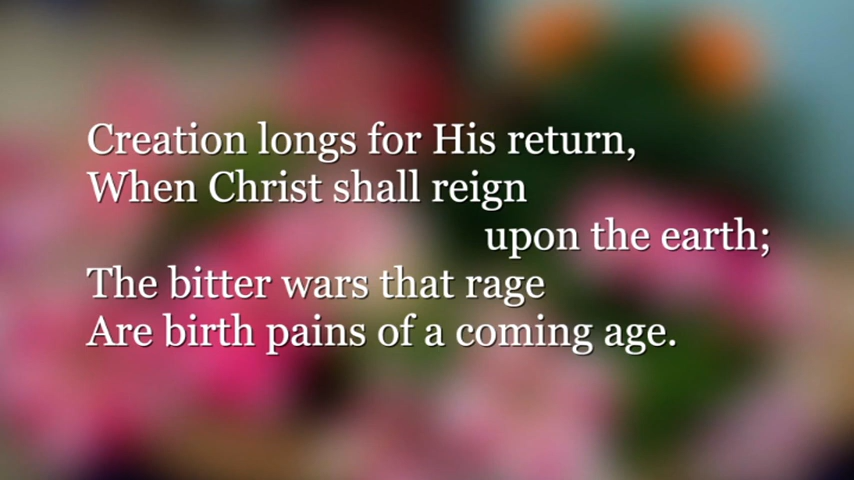 Creation longs for His return,
When Christ shall reign
upon the earth;
The bitter wars that rage
Are birth pains of a coming age.